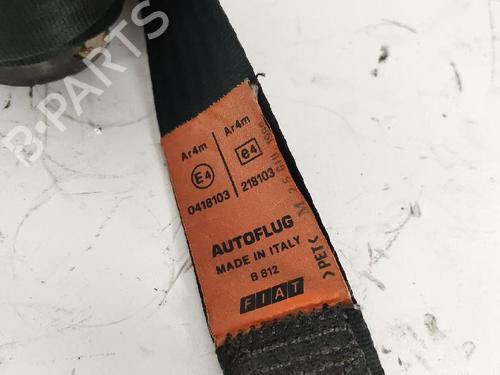 B-PARTS
Ar4m
E4
0418103
Ar4m
e4
218103
AUTOFLUG
MADE IN ITALY
B 812
FIAT
>PET<